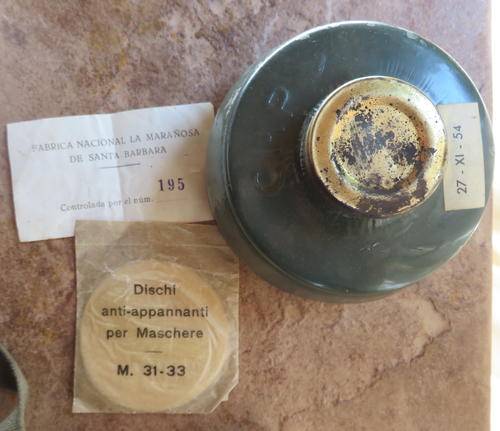 FABRICA NACIONAL LA MARAÑOSA
DE SANTA BARBARA
Controlada por el núm. 195
Dischi
anti-appannanti
per Maschere
M. 31-33
27 - XI - 54